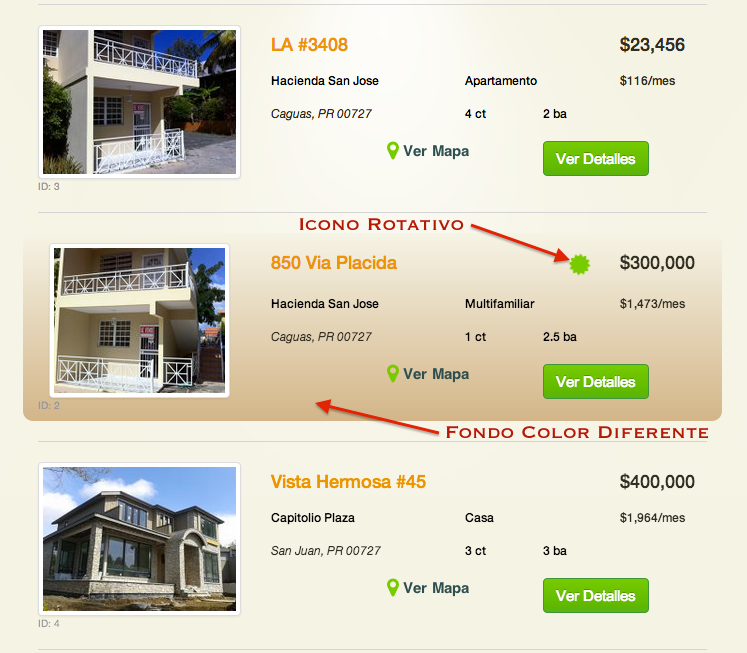 LA #3408 $23,456
Hacienda San Jose Apartamento $116/mes
Caguas, PR 00727 4 ct 2 ba
Ver Mapa Ver Detalles
ID: 3
Icono Rotativo
850 Via Placida $300,000
Hacienda San Jose Multifamiliar $1,473/mes
Caguas, PR 00727 1 ct 2.5 ba
Ver Mapa Ver Detalles
ID: 2
Fondo Color Diferente
Vista Hermosa #45 $400,000
Capitolio Plaza Casa $1,964/mes
San Juan, PR 00727 3 ct 3 ba
Ver Mapa Ver Detalles
ID: 4